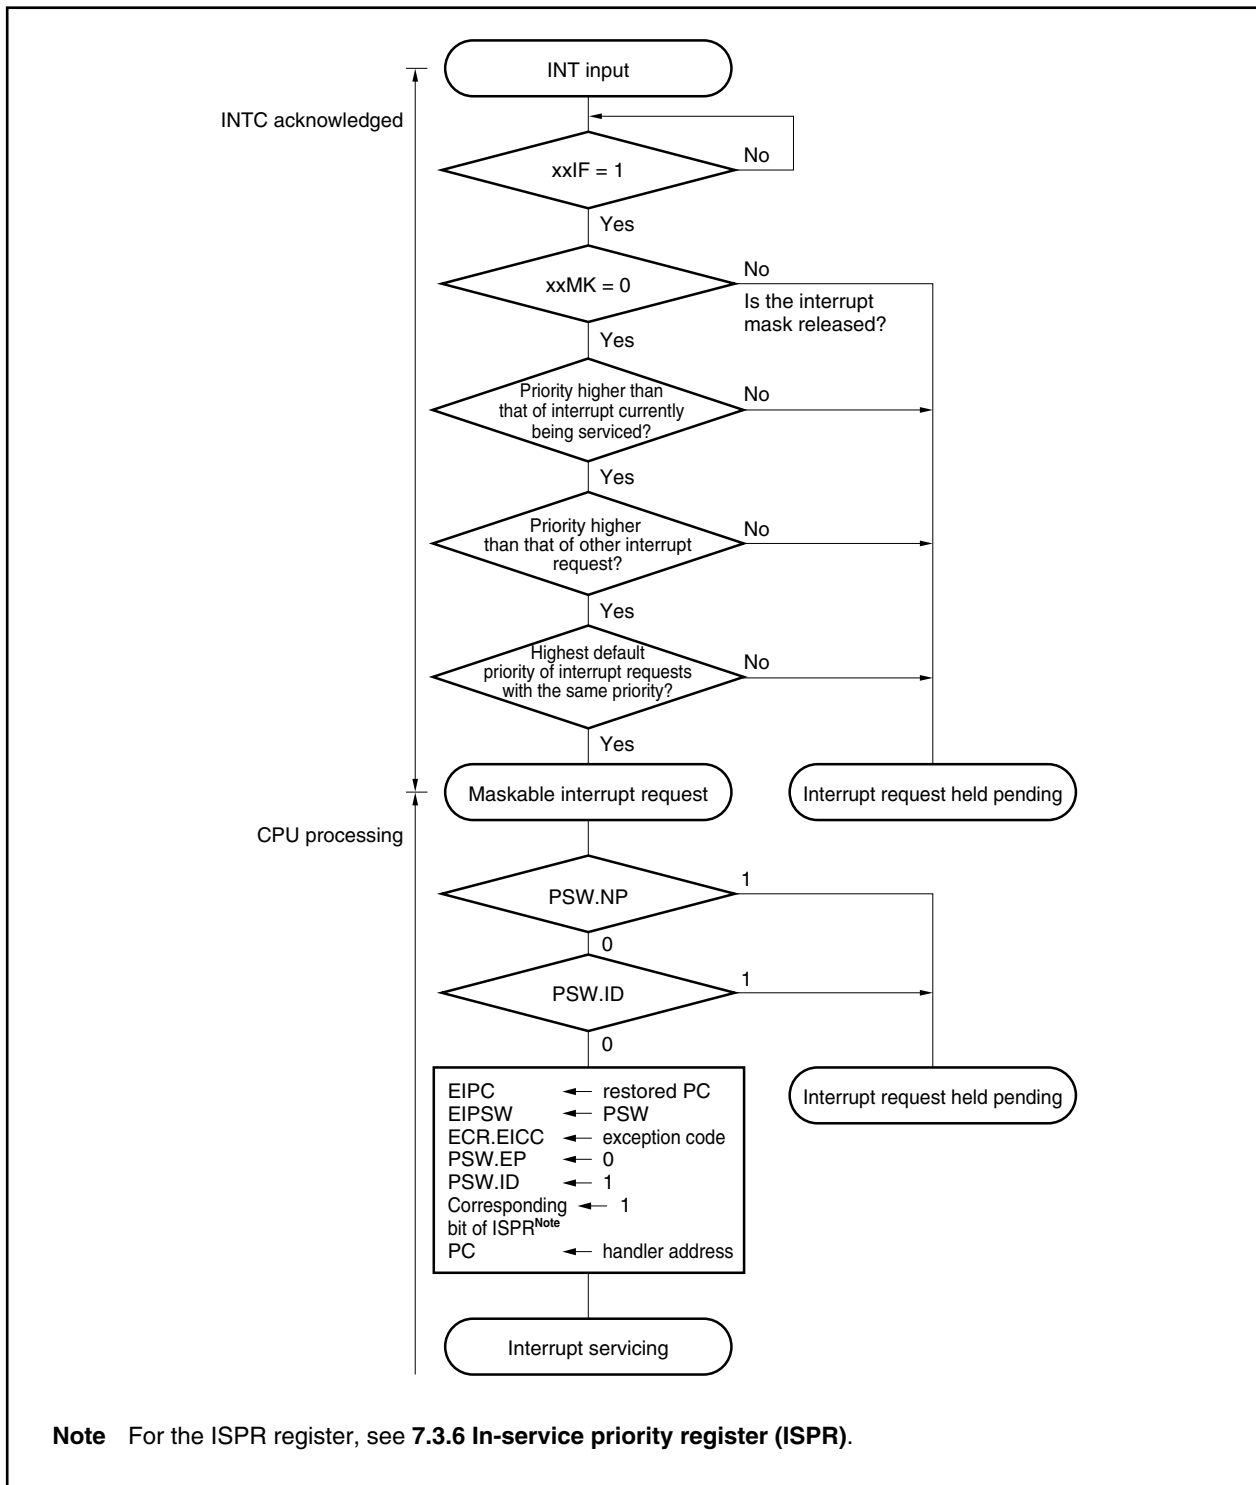 INT input
INTC acknowledged
xxIF = 1
No
Yes
xxMK = 0
No
Is the interrupt
mask released?
Yes
Priority higher than
that of interrupt currently
being serviced?
No
Yes
Priority higher
than that of other interrupt
request?
No
Yes
Highest default
priority of interrupt requests
with the same priority?
No
Yes
Maskable interrupt request
Interrupt request held pending
CPU processing
PSW.NP
1
0
PSW.ID
1
0
Interrupt request held pending
EIPC ← restored PC
EIPSW ← PSW
ECR.EICC ← exception code
PSW.EP ← 0
PSW.ID ← 1
Corresponding ← 1
bit of ISPRNote
PC ← handler address
Interrupt servicing
Note For the ISPR register, see 7.3.6 In-service priority register (ISPR).